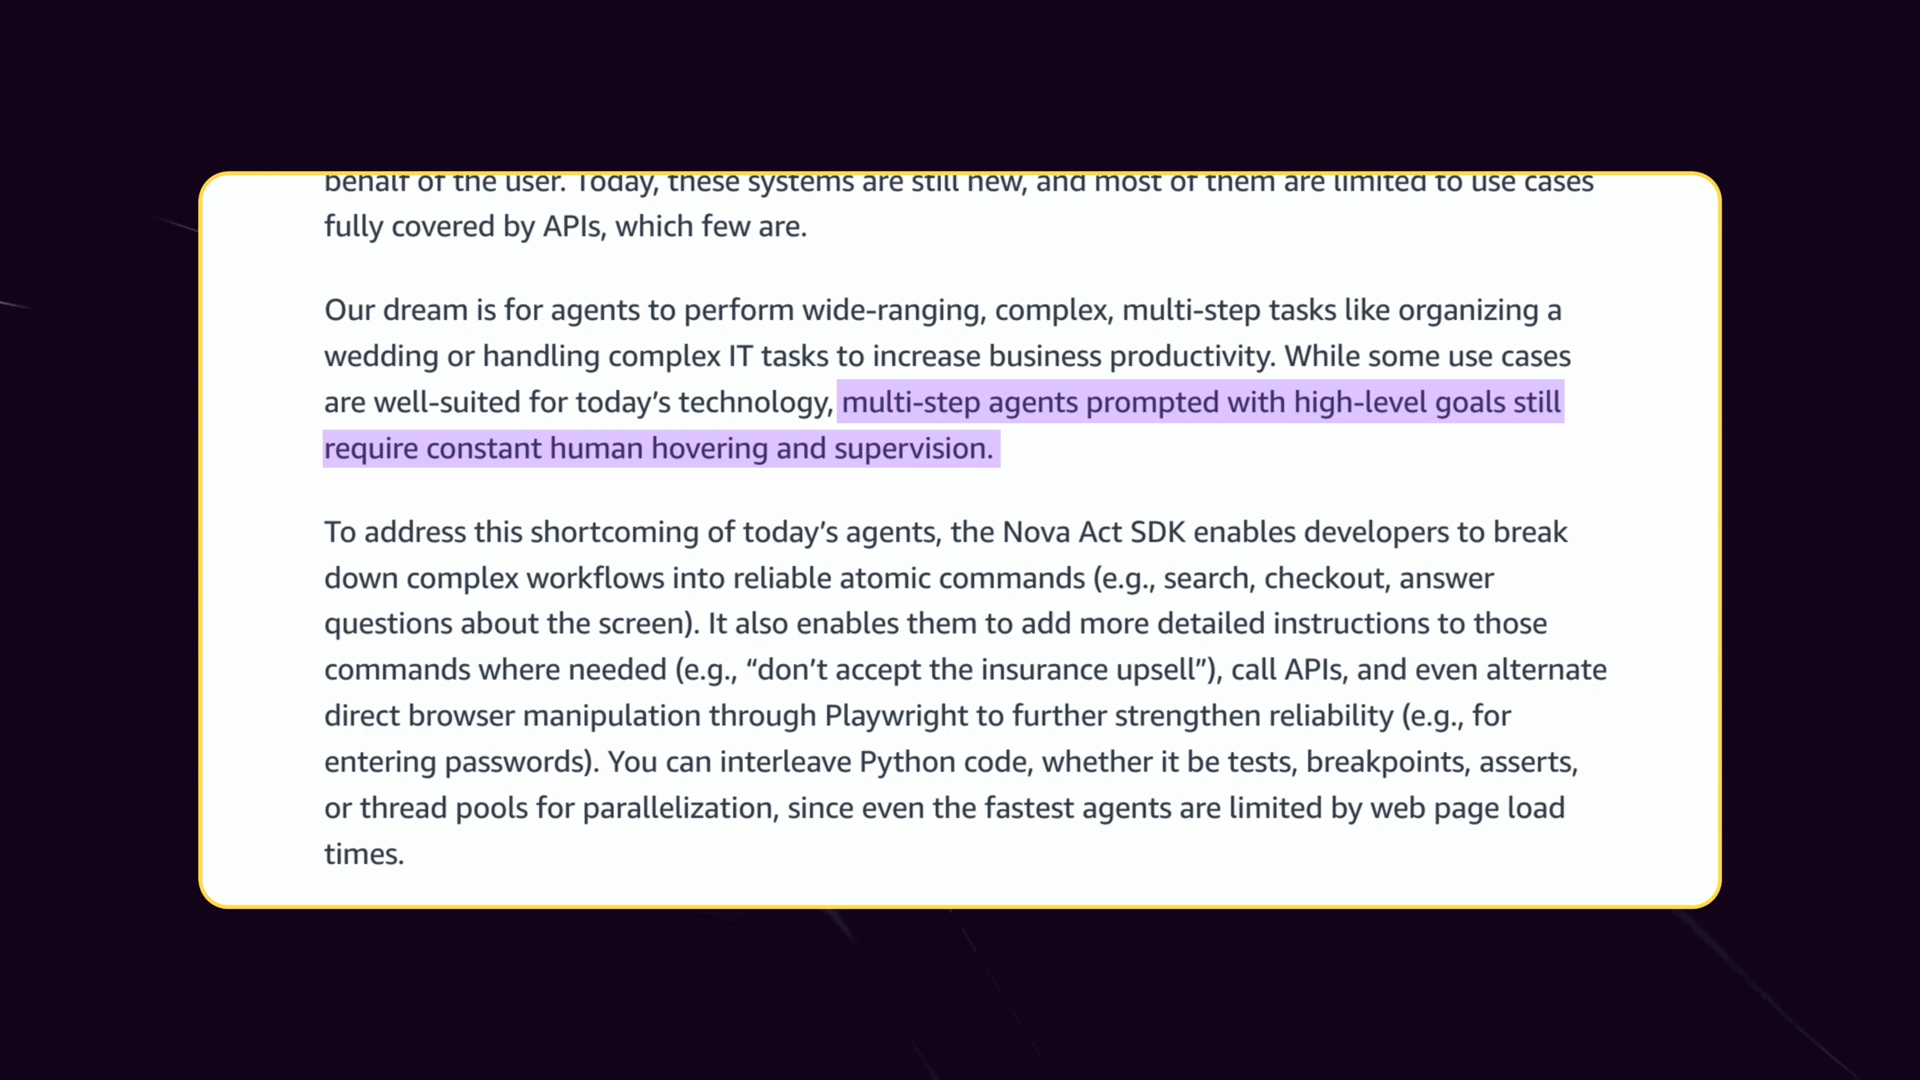 behalf of the user. Today, these systems are still new, and most of them are limited to use cases
fully covered by APIs, which few are.
Our dream is for agents to perform wide-ranging, complex, multi-step tasks like organizing a
wedding or handling complex IT tasks to increase business productivity. While some use cases
are well-suited for today’s technology, multi-step agents prompted with high-level goals still
require constant human hovering and supervision.
To address this shortcoming of today’s agents, the Nova Act SDK enables developers to break
down complex workflows into reliable atomic commands (e.g., search, checkout, answer
questions about the screen). It also enables them to add more detailed instructions to those
commands where needed (e.g., “don’t accept the insurance upsell”), call APIs, and even alternate
direct browser manipulation through Playwright to further strengthen reliability (e.g., for
entering passwords). You can interleave Python code, whether it be tests, breakpoints, asserts,
or thread pools for parallelization, since even the fastest agents are limited by web page load
times.